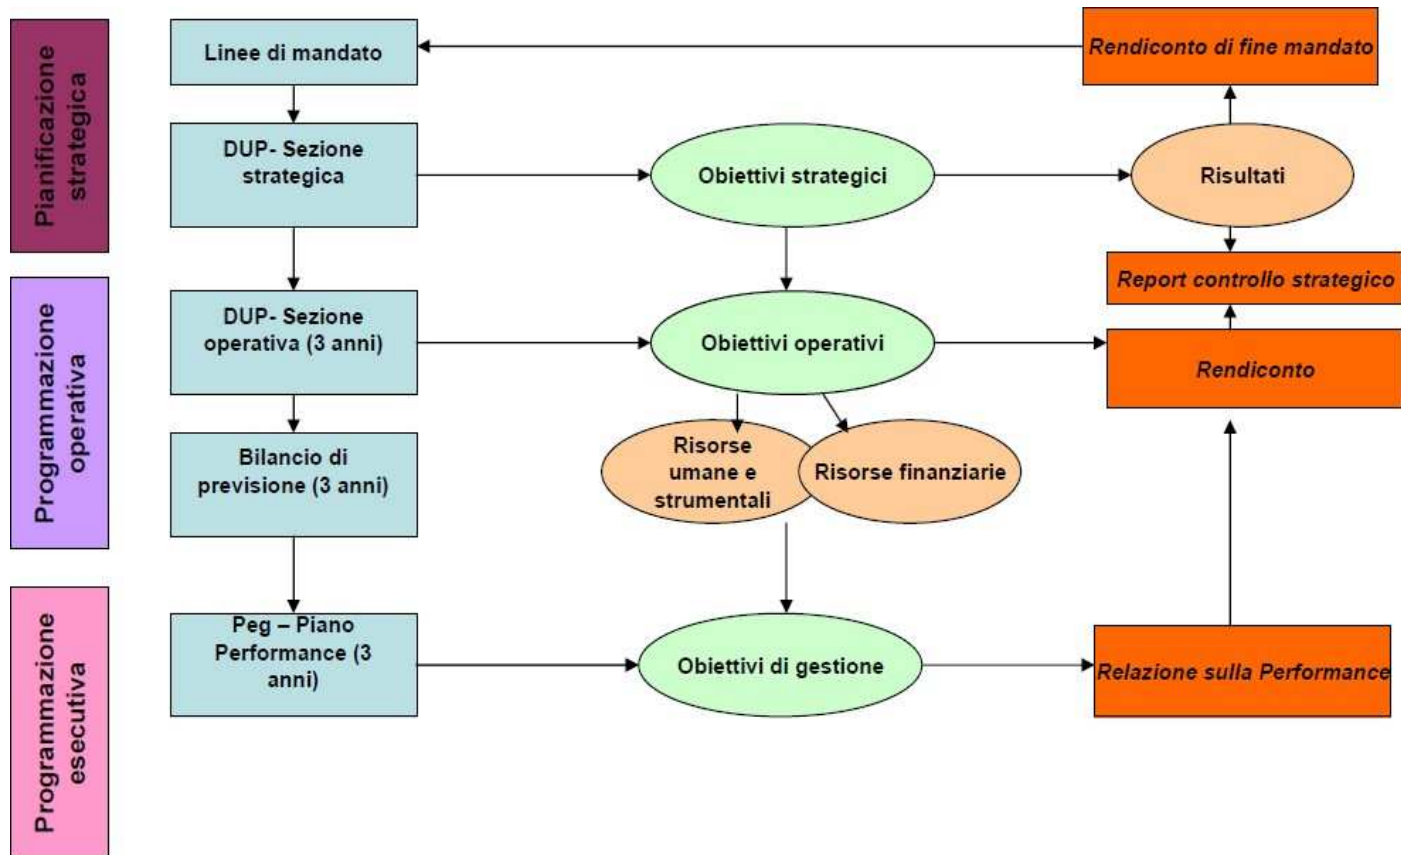 Pianificazione
strategica
Linee di mandato
Rendiconto di fine mandato
DUP- Sezione
strategica
Obiettivi strategici
Risultati
Report controllo strategico
Programmazione
operativa
DUP- Sezione
operativa (3 anni)
Obiettivi operativi
Rendiconto
Bilancio di
previsione (3 anni)
Risorse
umane e
strumentali
Risorse finanziarie
Programmazione
esecutiva
Peg – Piano
Performance (3
anni)
Obiettivi di gestione
Relazione sulla Performance